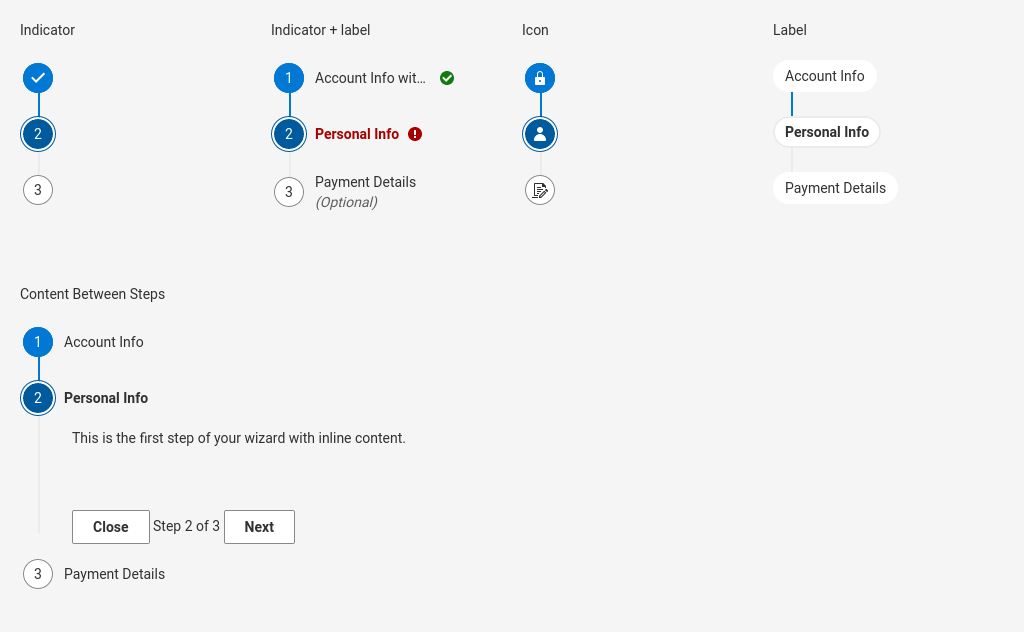 Indicator
2
3
Indicator + label
1 Account Info wit...
2 Personal Info
3 Payment Details
(Optional)
Icon
Label
Account Info
Personal Info
Payment Details
Content Between Steps
1 Account Info
2 Personal Info
This is the first step of your wizard with inline content.
Close Step 2 of 3 Next
3 Payment Details